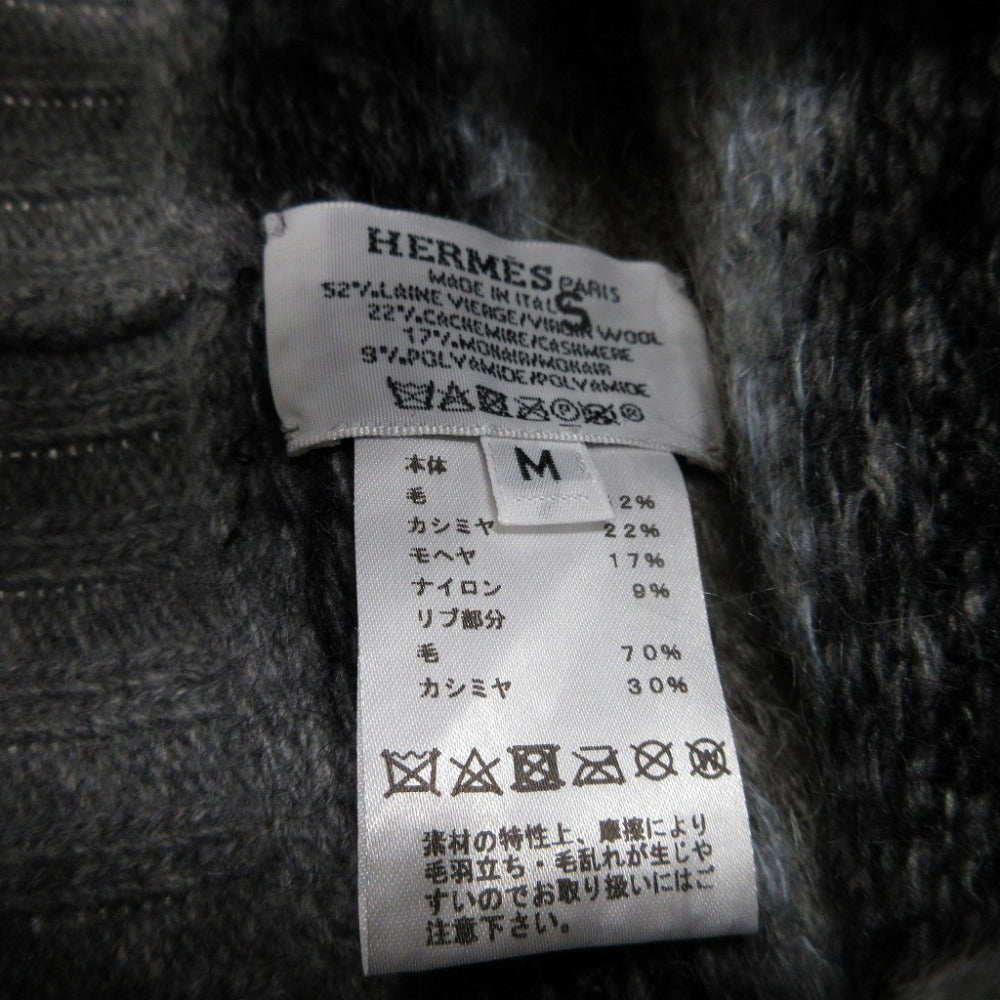 HERMÈS PARIS
MADE IN ITAL
S
52% LAINE VIERGE/VIRGIN WOOL
22% CACHEMIRE/CASHMERE
17% MOHAIR/MOHAIR
9% POLYAMIDE/POLYAMIDE
P
M
本体
毛 2%
カシミヤ 22%
モヘヤ 17%
ナイロン 9%
リブ部分
毛 70%
カシミヤ 30%
W
素材の特性上、摩擦により
毛羽立ち・毛乱れが生じや
すいのでお取り扱いにはご
注意下さい。